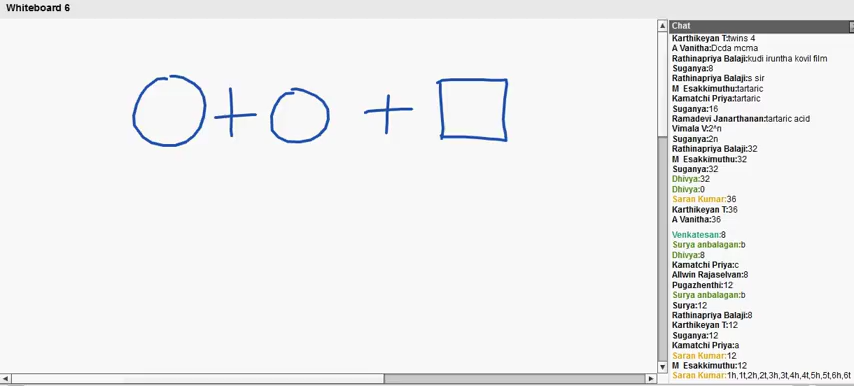 Whiteboard 6
+ +
Chat
Karthikeyan T:twins 4
A Vanitha:Dcda mcma
Rathinapriya Balaji:kudi iruntha kovil film
Suganya:8
Rathinapriya Balaji:s sir
M Esakkimuthu:tartaric
Kamatchi Priya:tartaric
Suganya:16
Ramadevi Janarthanan:tartaric acid
Vimala V:2^n
Suganya:2n
Rathinapriya Balaji:32
M Esakkimuthu:32
Suganya:32
Dhivya:32
Dhivya:0
Saran Kumar:36
Karthikeyan T:36
A Vanitha:36
Venkatesan:8
Surya anbalagan:b
Dhivya:8
Kamatchi Priya:c
Allwin Rajaselvan:8
Pugazhenthi:12
Surya anbalagan:b
Surya:12
Rathinapriya Balaji:8
Karthikeyan T:12
Suganya:12
Kamatchi Priya:a
Saran Kumar:12
M Esakkimuthu:12
Saran Kumar:1h,1t,2h,2t,3h,3t,4h,4t,5h,5t,6h,6t